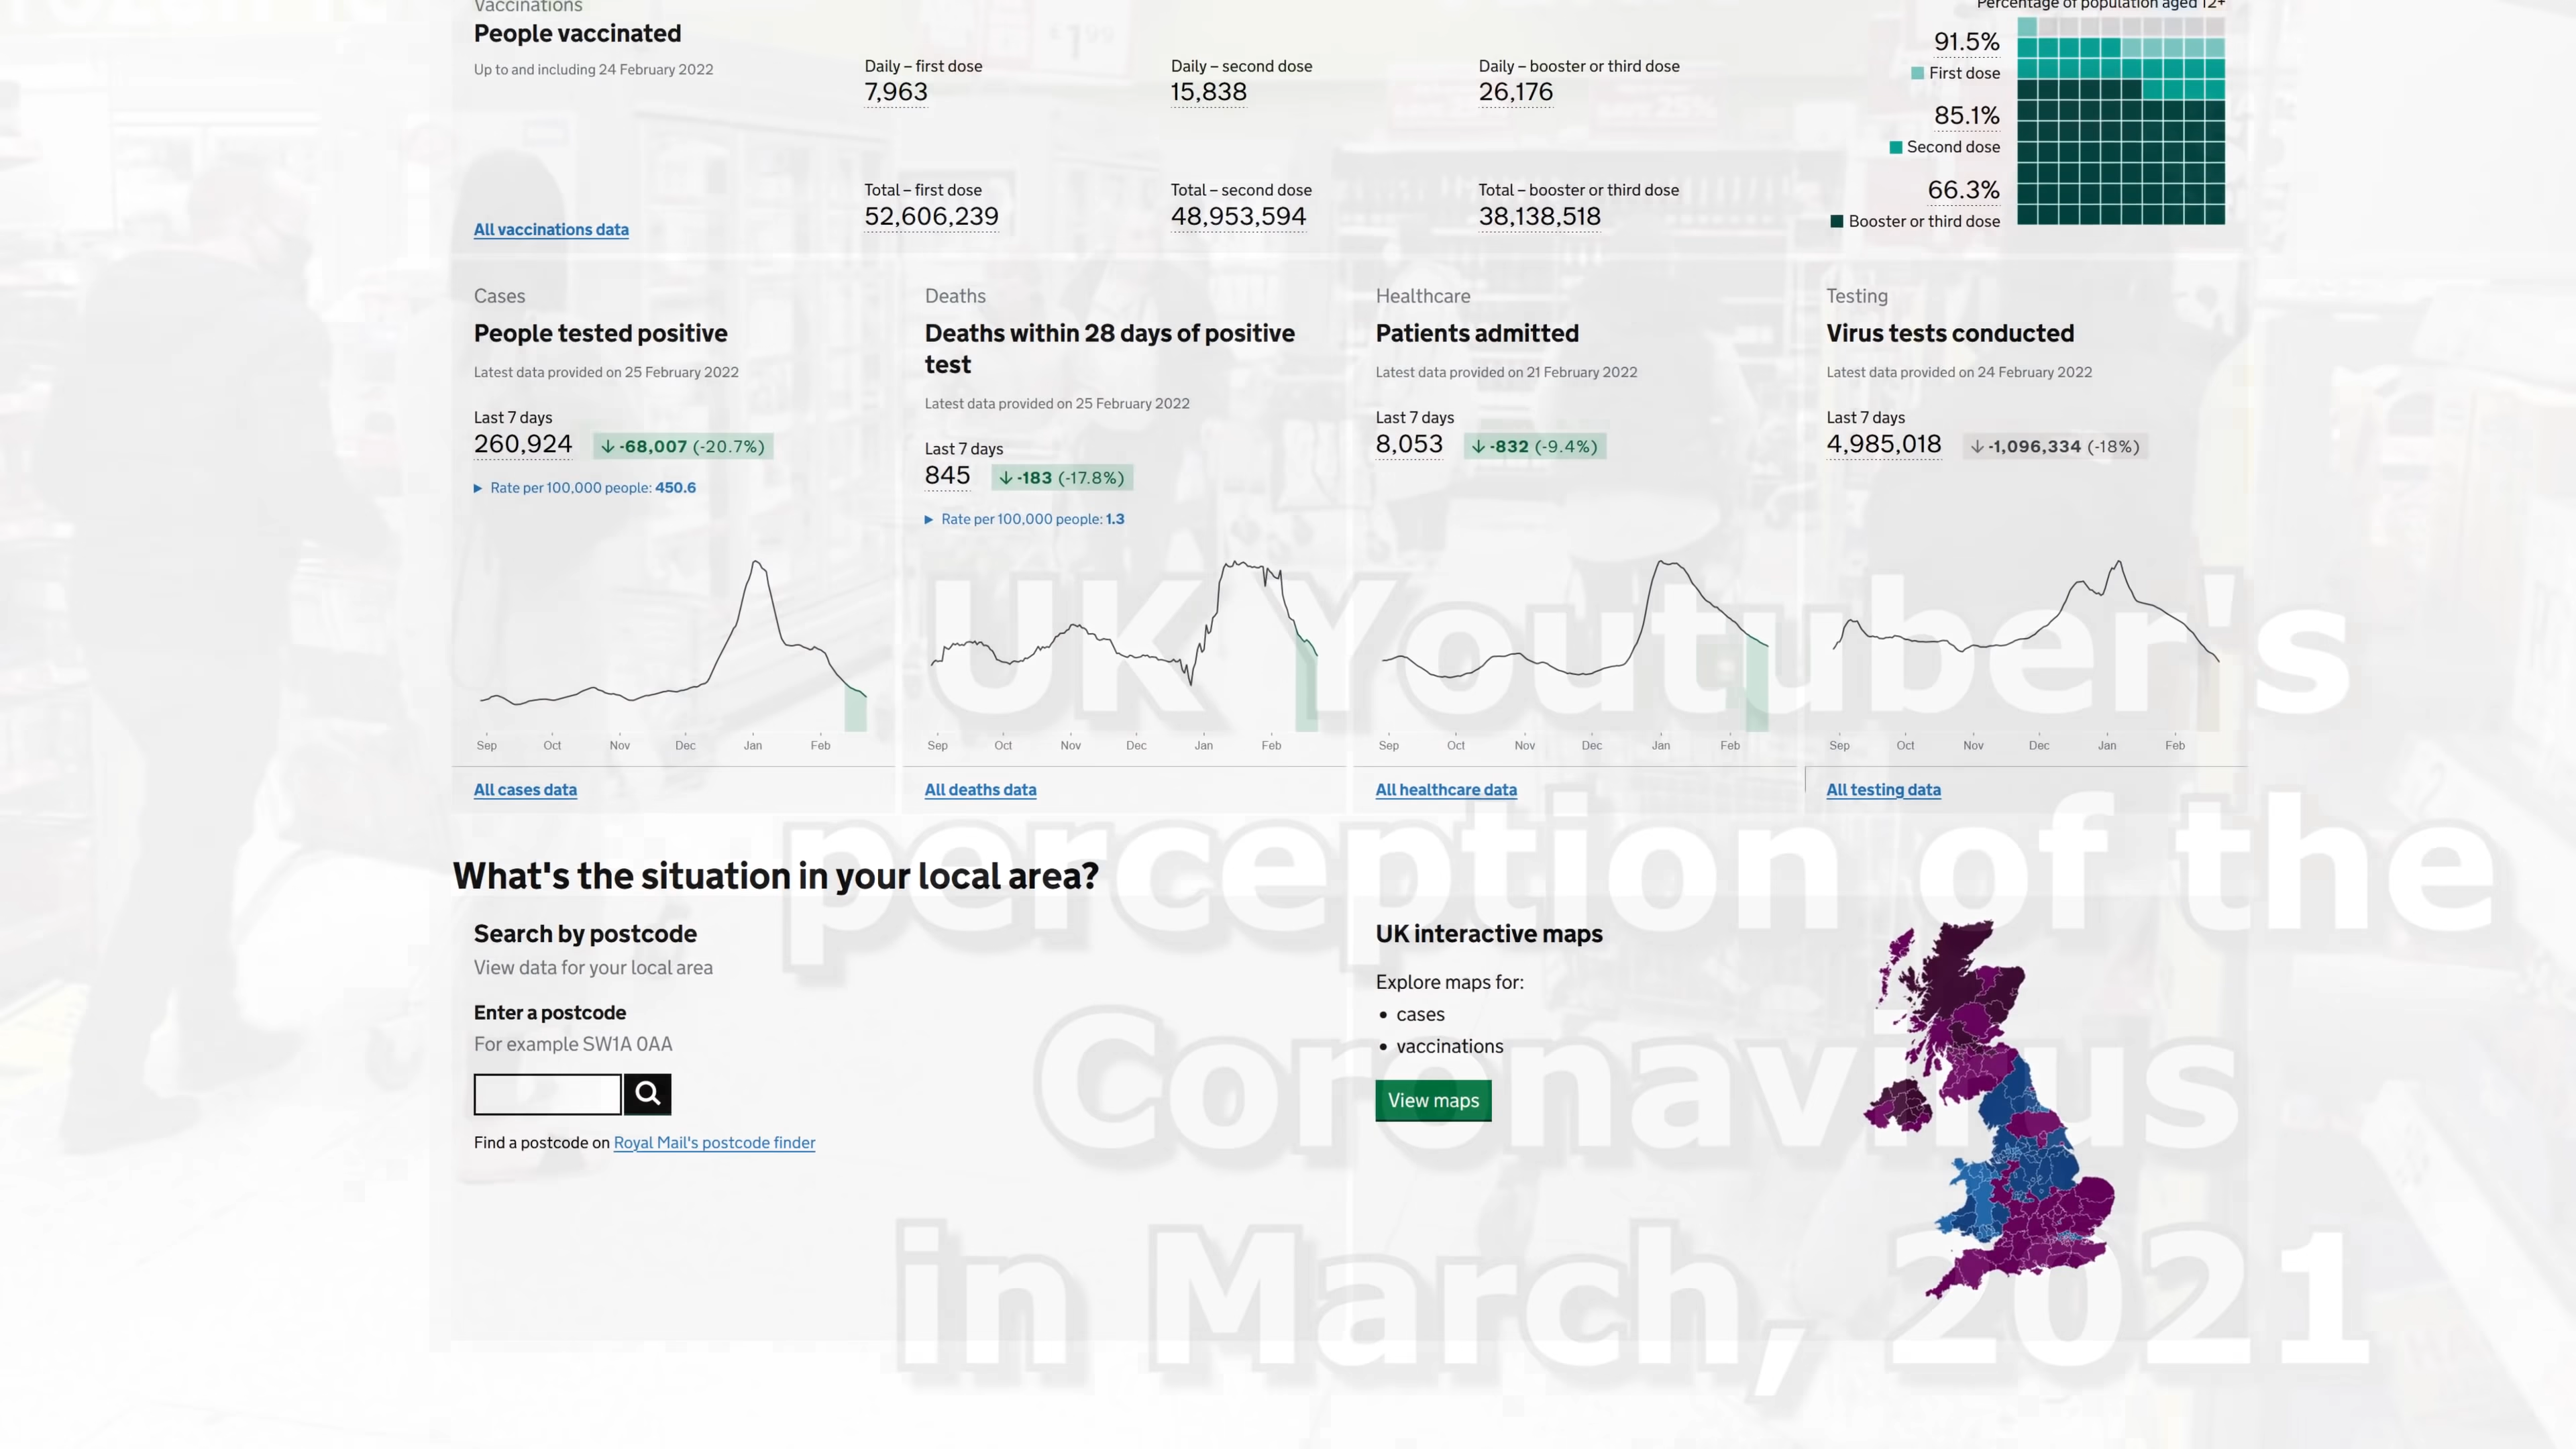 Vaccinations
People vaccinated
Up to and including 24 February 2022
All vaccinations data
Daily – first dose
7,963
Daily – second dose
15,838
Daily – booster or third dose
26,176
Total – first dose
52,606,239
Total – second dose
48,953,594
Total – booster or third dose
38,138,518
Percentage of population aged 12+
91.5%
First dose
85.1%
Second dose
66.3%
Booster or third dose
£1.99
Cases
People tested positive
Latest data provided on 25 February 2022
Last 7 days
260,924 ↓ -68,007 (-20.7%)
▶ Rate per 100,000 people: 450.6
Sep Oct Nov Dec Jan Feb
All cases data
Deaths
Deaths within 28 days of positive
test
Latest data provided on 25 February 2022
Last 7 days
845 ↓ -183 (-17.8%)
▶ Rate per 100,000 people: 1.3
Sep Oct Nov Dec Jan Feb
All deaths data
Healthcare
Patients admitted
Latest data provided on 21 February 2022
Last 7 days
8,053 ↓ -832 (-9.4%)
Sep Oct Nov Dec Jan Feb
All healthcare data
Testing
Virus tests conducted
Latest data provided on 24 February 2022
Last 7 days
4,985,018 ↓ -1,096,334 (-18%)
Sep Oct Nov Dec Jan Feb
All testing data
What's the situation in your local area?
Search by postcode
View data for your local area
Enter a postcode
For example SW1A 0AA
Find a postcode on Royal Mail's postcode finder
UK interactive maps
Explore maps for:
• cases
• vaccinations
View maps
UK Youtuber's
perception of the
Coronavirus
in March, 2021